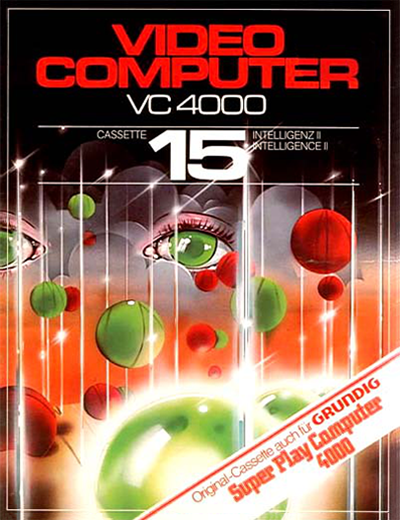 VIDEO
COMPUTER
VC 4000
CASSETTE
15
INTELLIGENZ II
INTELLIGENCE II
Original-Cassette auch für GRUNDIG
Super Play Computer
4000